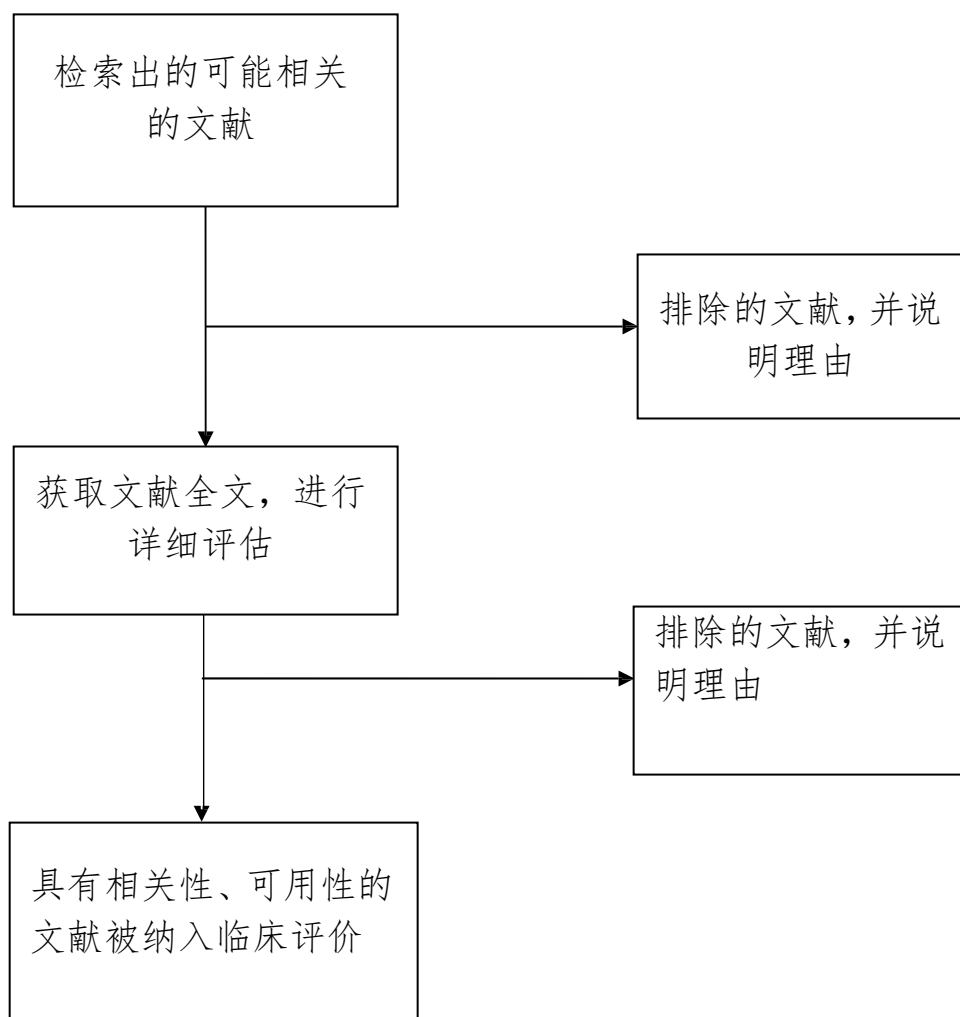 检索出的可能相关
的文献
排除的文献，并说
明理由
获取文献全文，进行
详细评估
排除的文献，并说
明理由
具有相关性、可用性的
文献被纳入临床评价